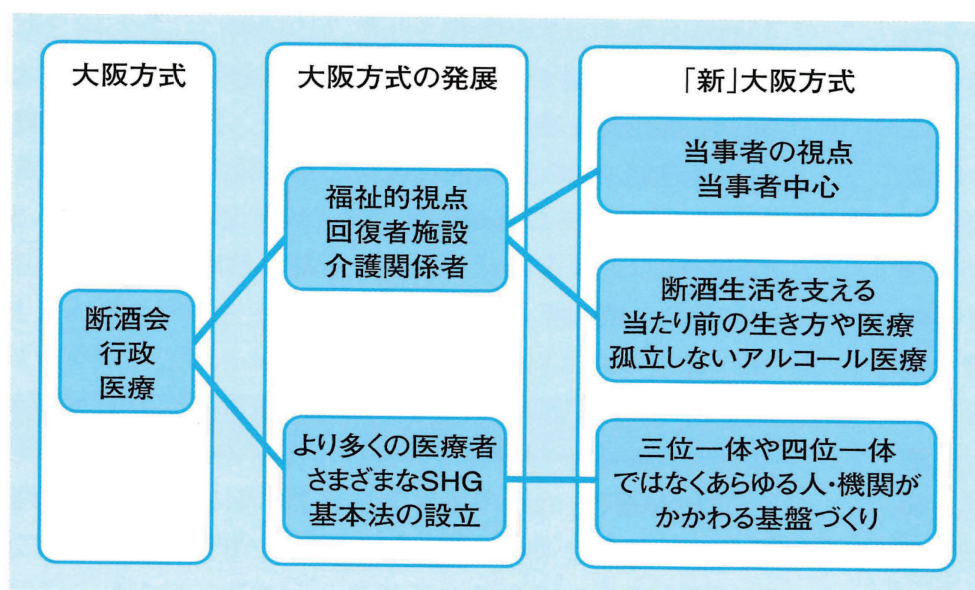 大阪方式
断酒会
行政
医療
大阪方式の発展
福祉的視点
回復者施設
介護関係者
より多くの医療者
さまざまなSHG
基本法の設立
「新」大阪方式
当事者の視点
当事者中心
断酒生活を支える
当たり前の生き方や医療
孤立しないアルコール医療
三位一体や四位一体
ではなくあらゆる人・機関が
かかわる基盤づくり